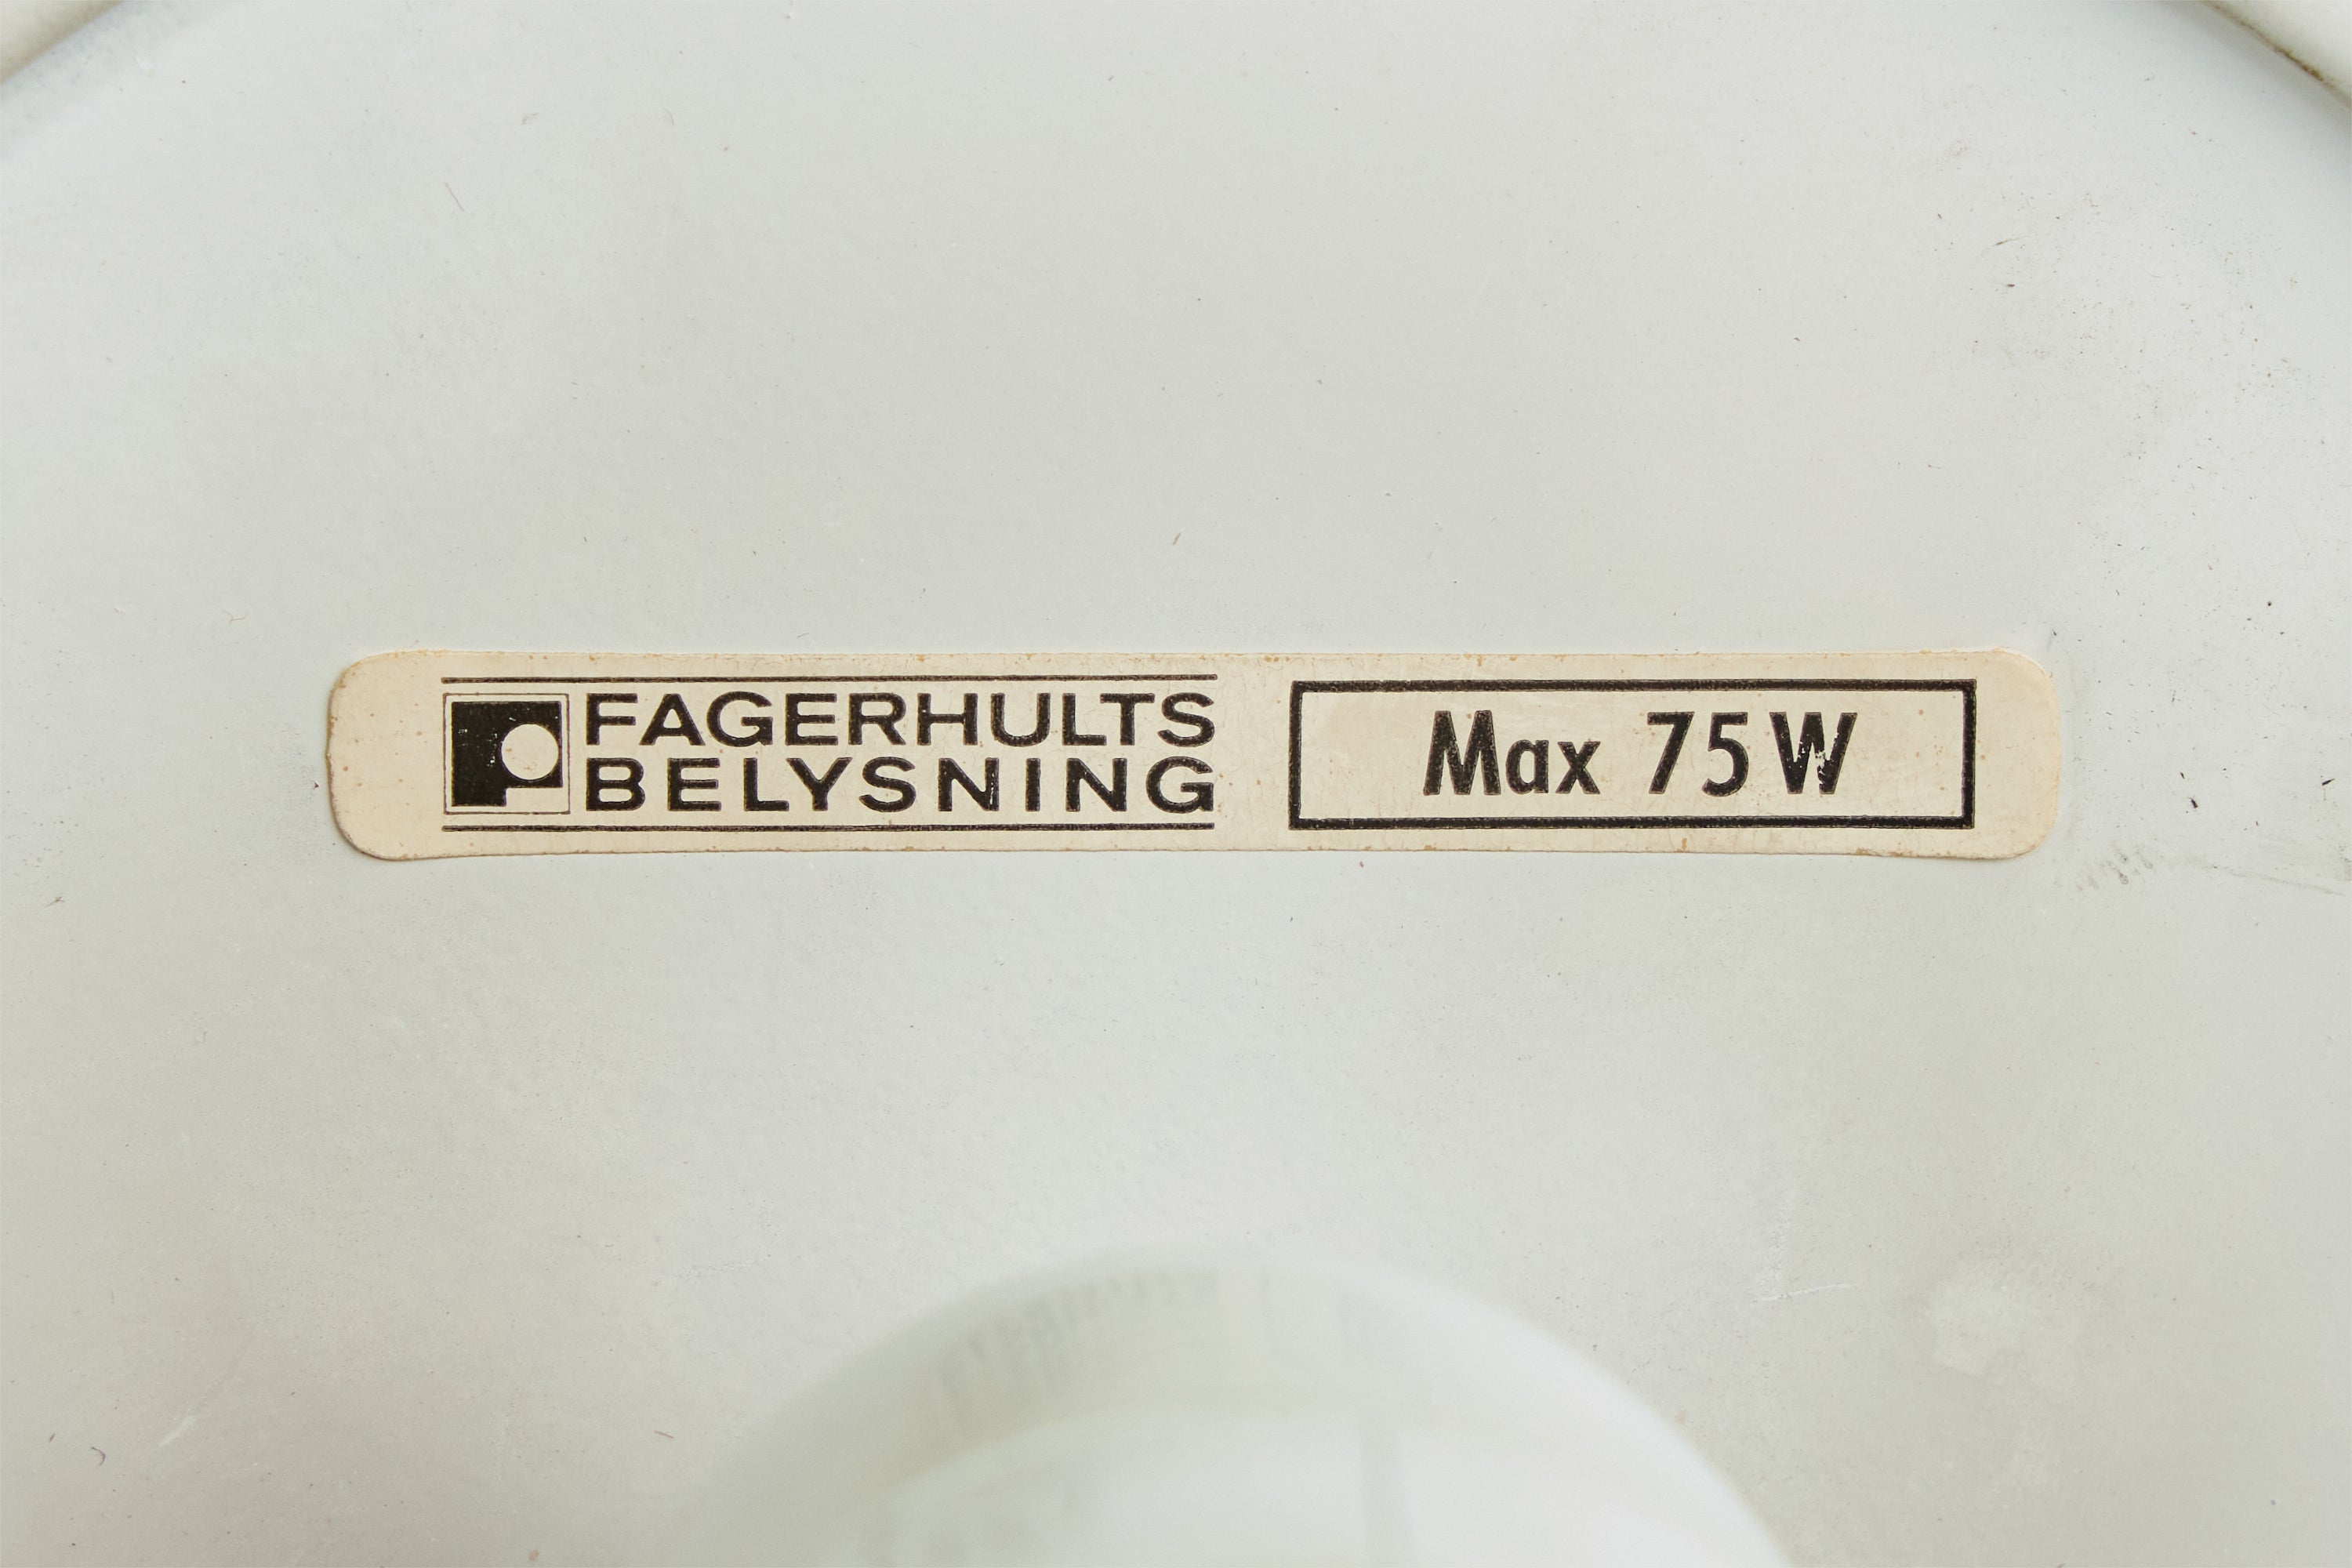 FAGERHULTS
BELYSNING
Max 75W